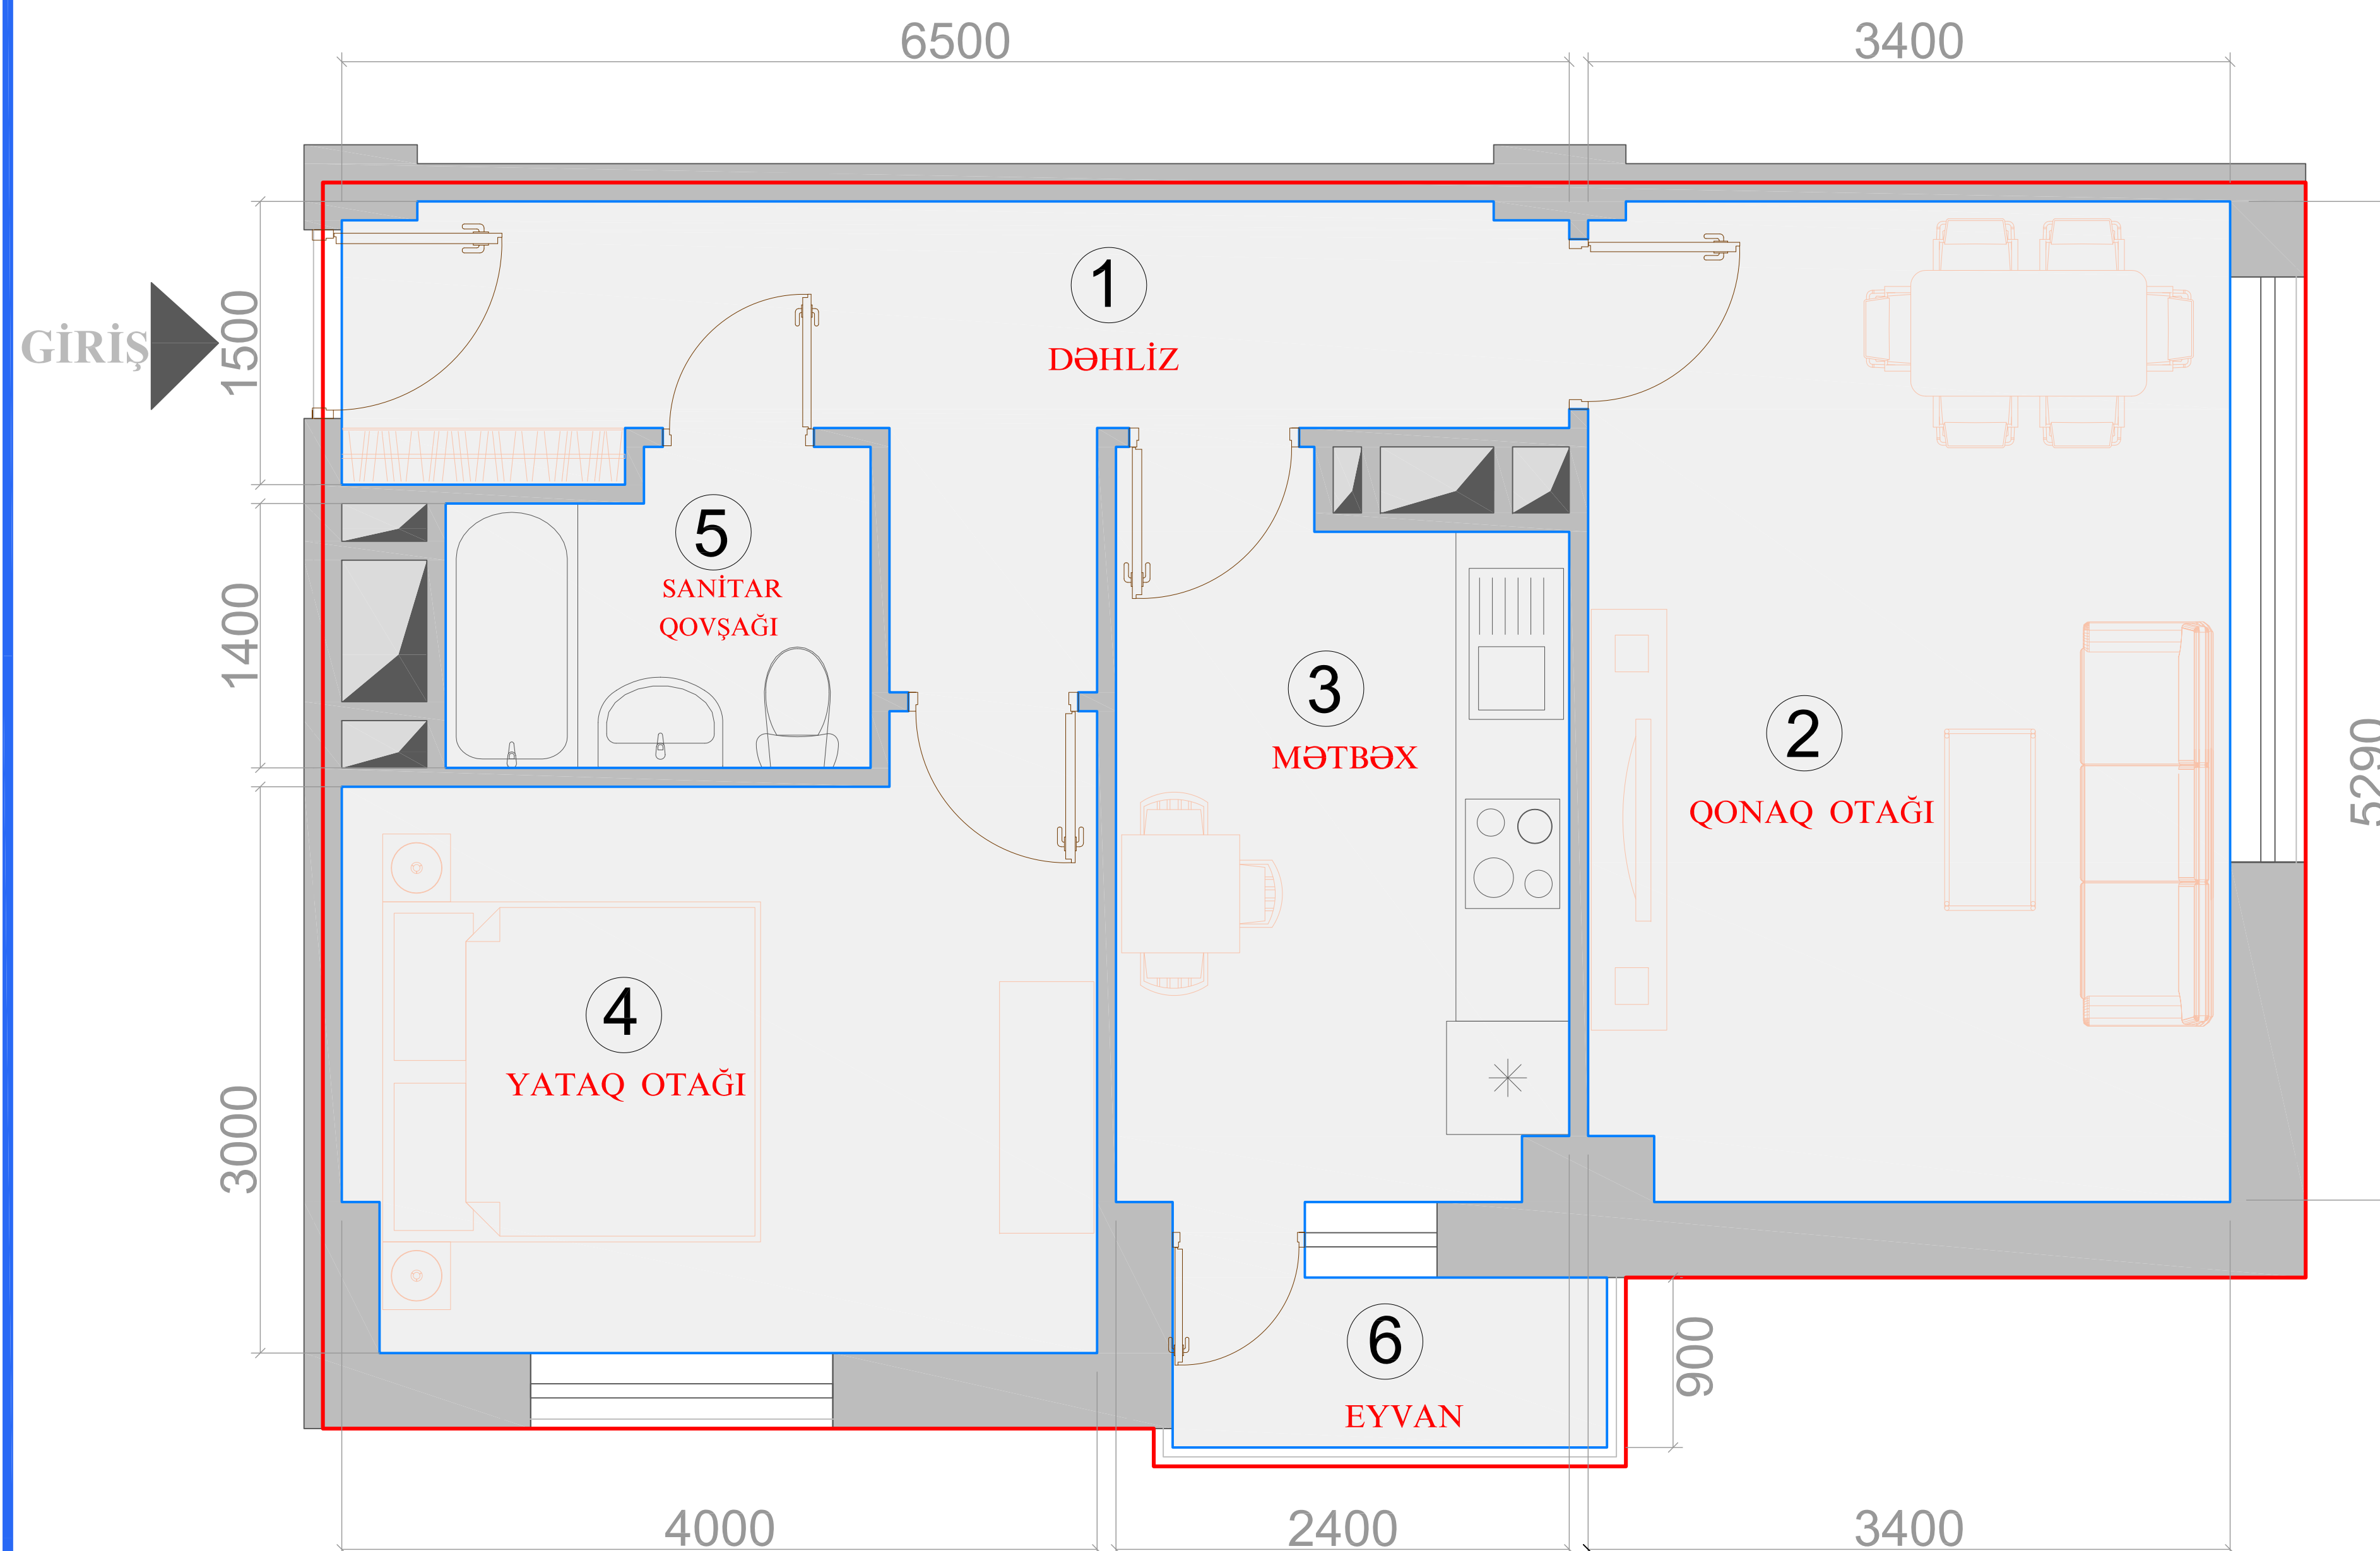 6500
3400
GİRİŞ
1500
1
DƏHLİZ
5
SANİTAR
QOVŞAĞI
1400
3
MƏTBƏX
2
QONAQ OTAĞI
5290
4
YATAQ OTAĞI
3000
6
EYVAN
900
4000
2400
3400